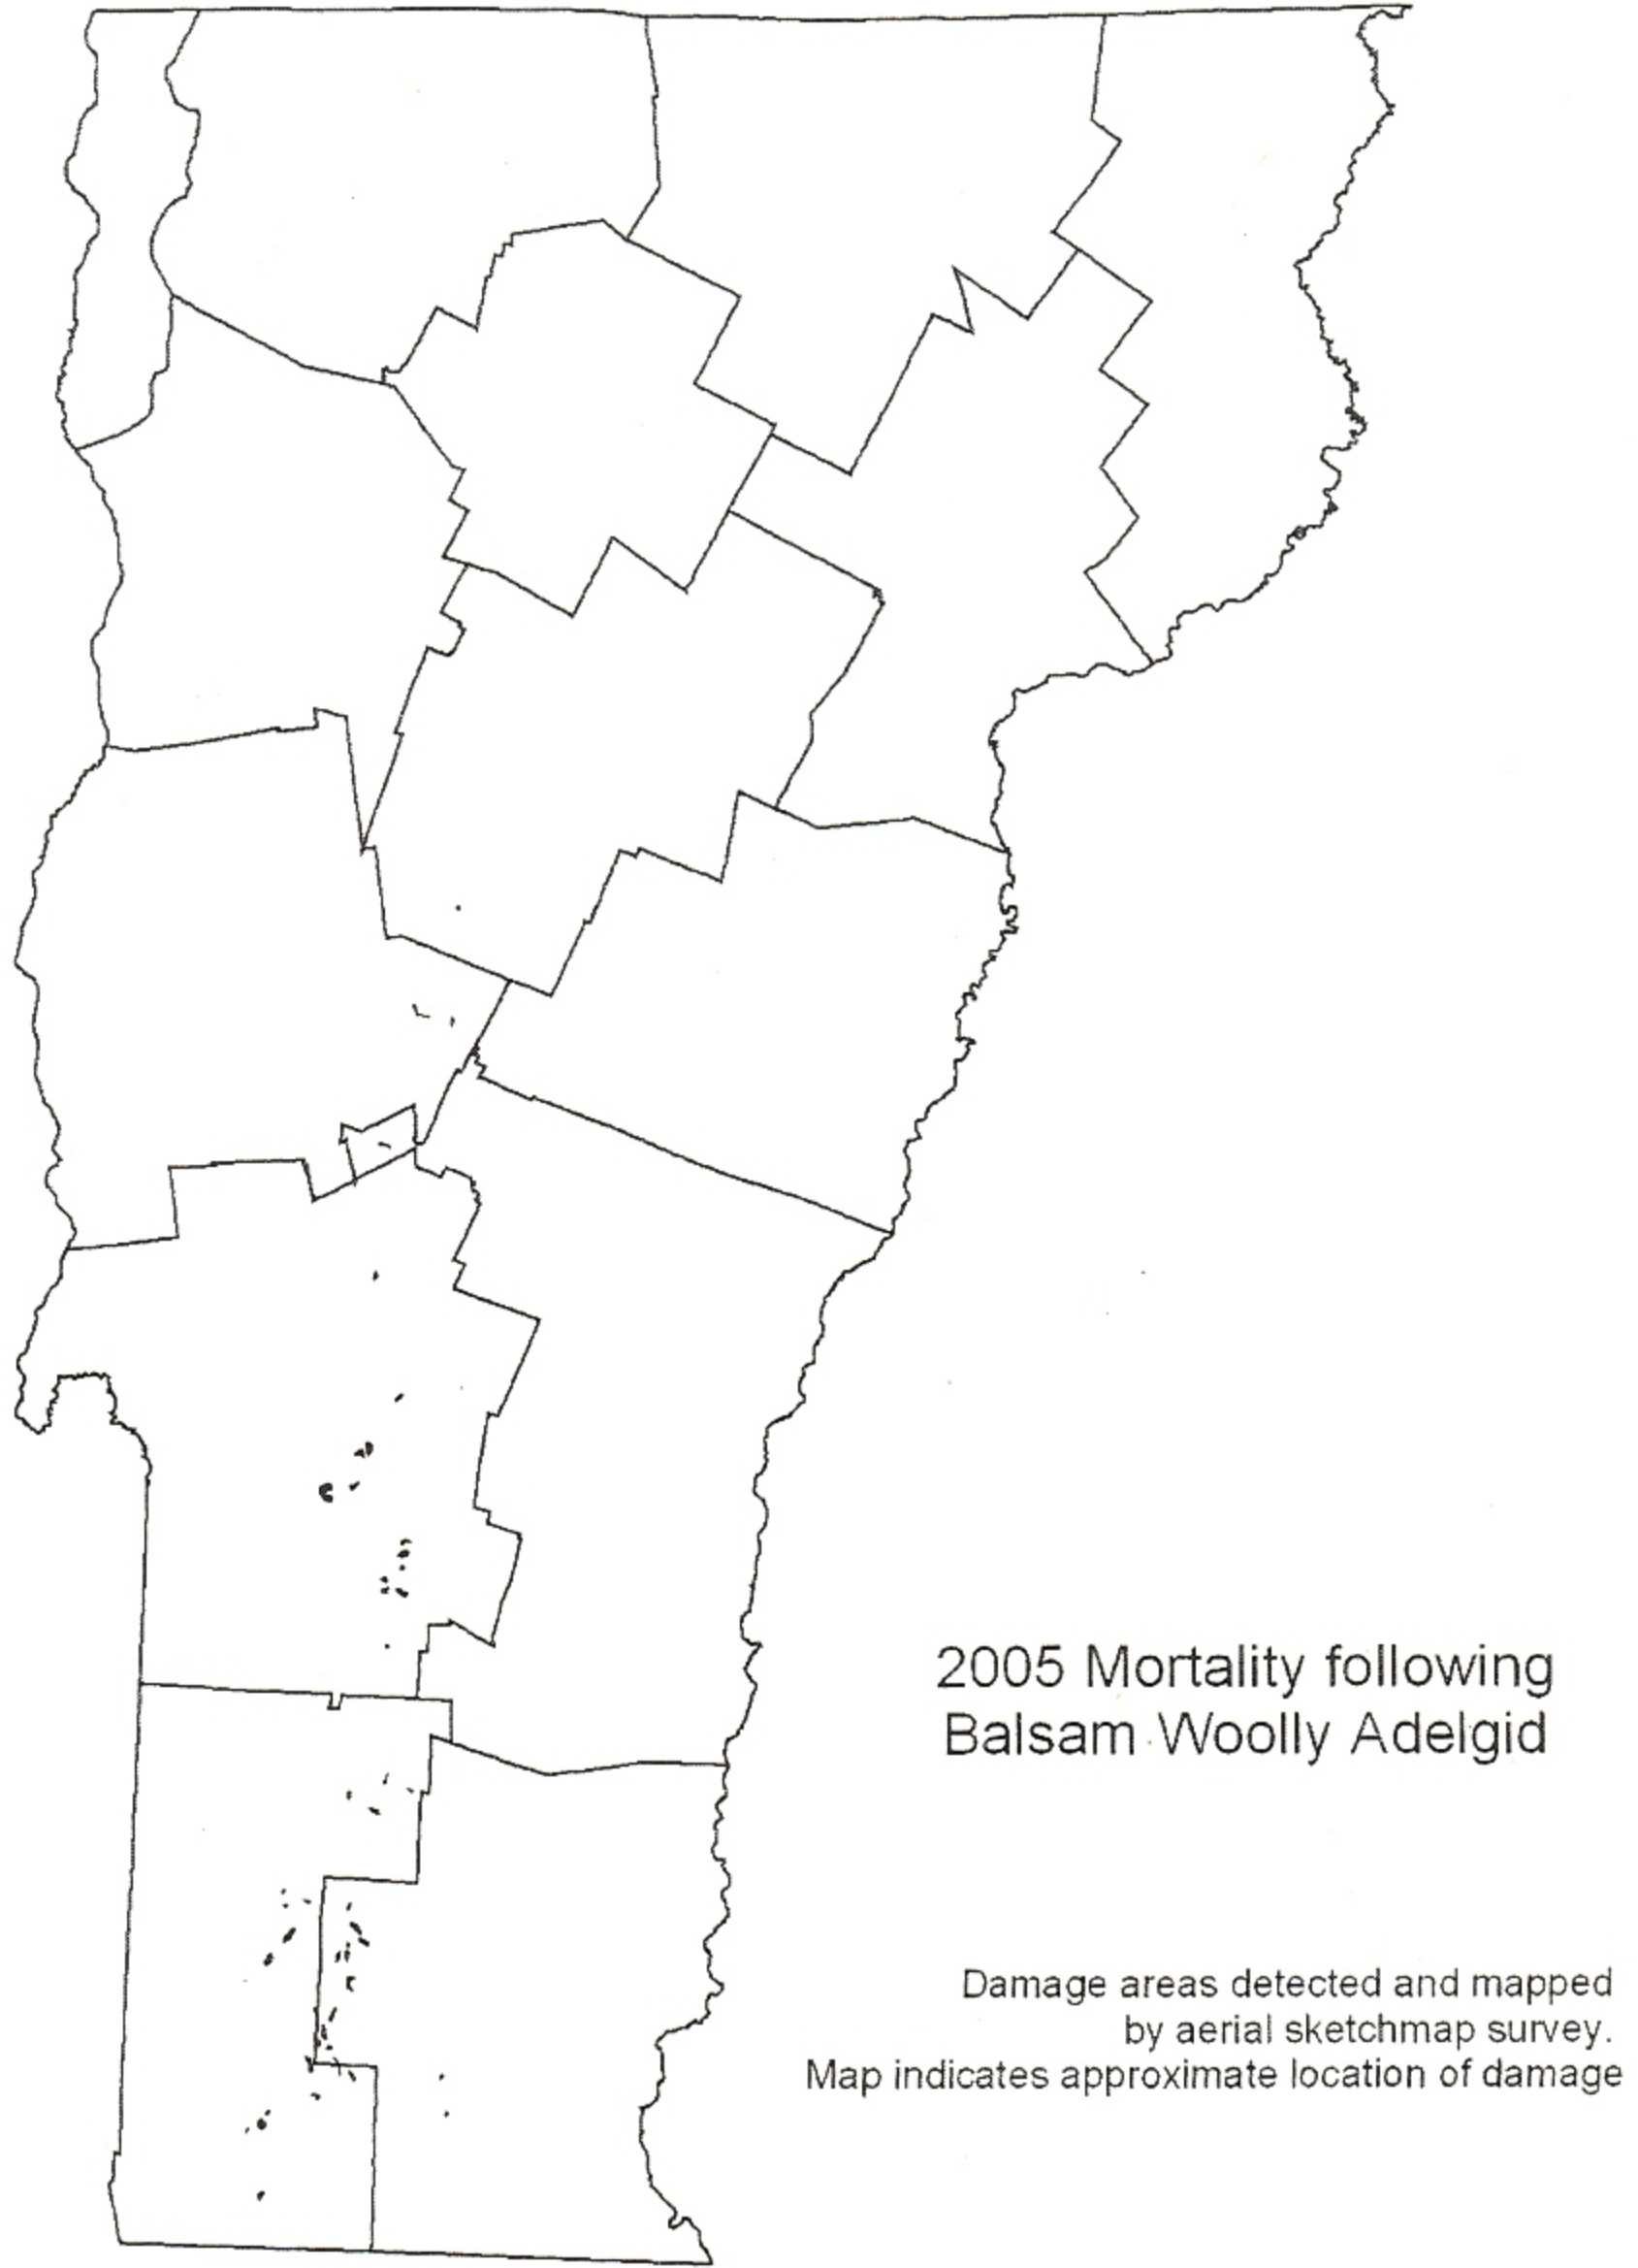 2005 Mortality following
Balsam Woolly Adelgid
Damage areas detected and mapped
by aerial sketchmap survey.
Map indicates approximate location of damage